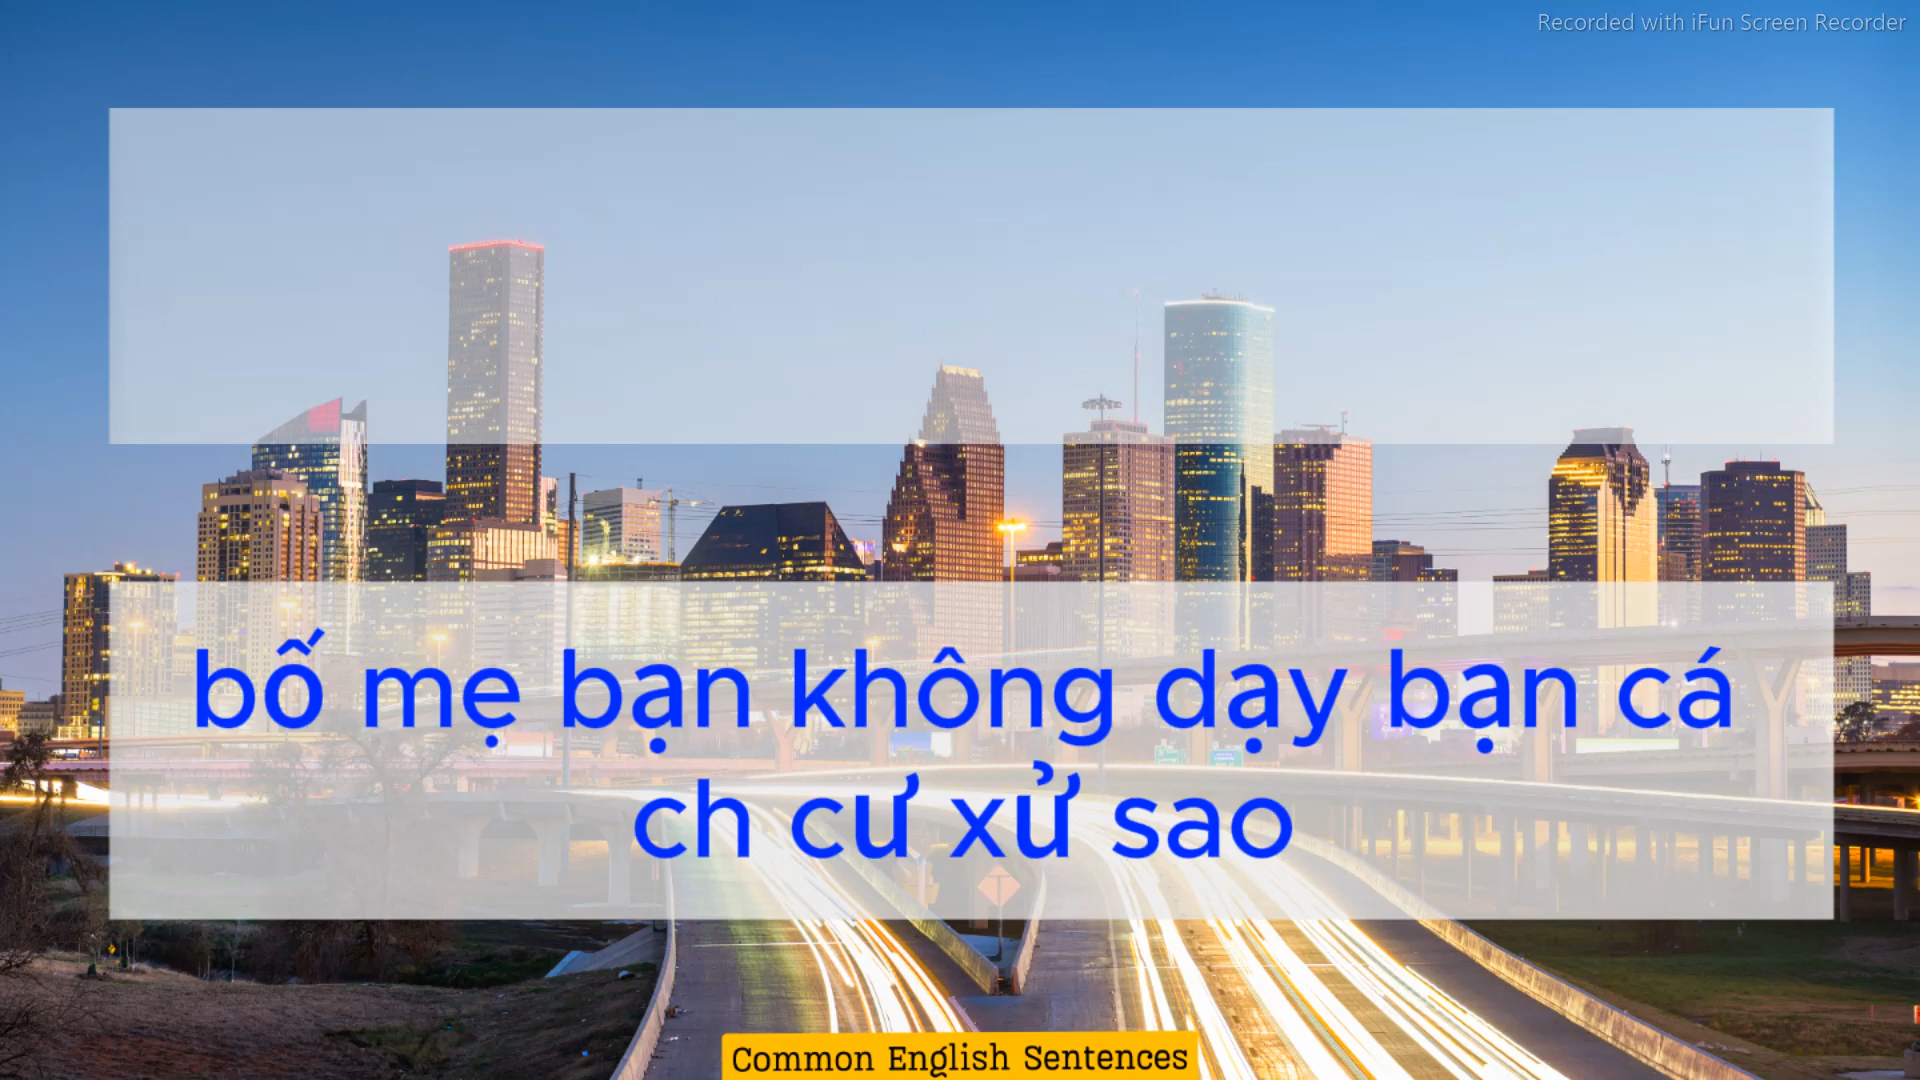 Recorded with iFun Screen Recorder
bố mẹ bạn không dạy bạn cá
ch cư xử sao
Common English Sentences